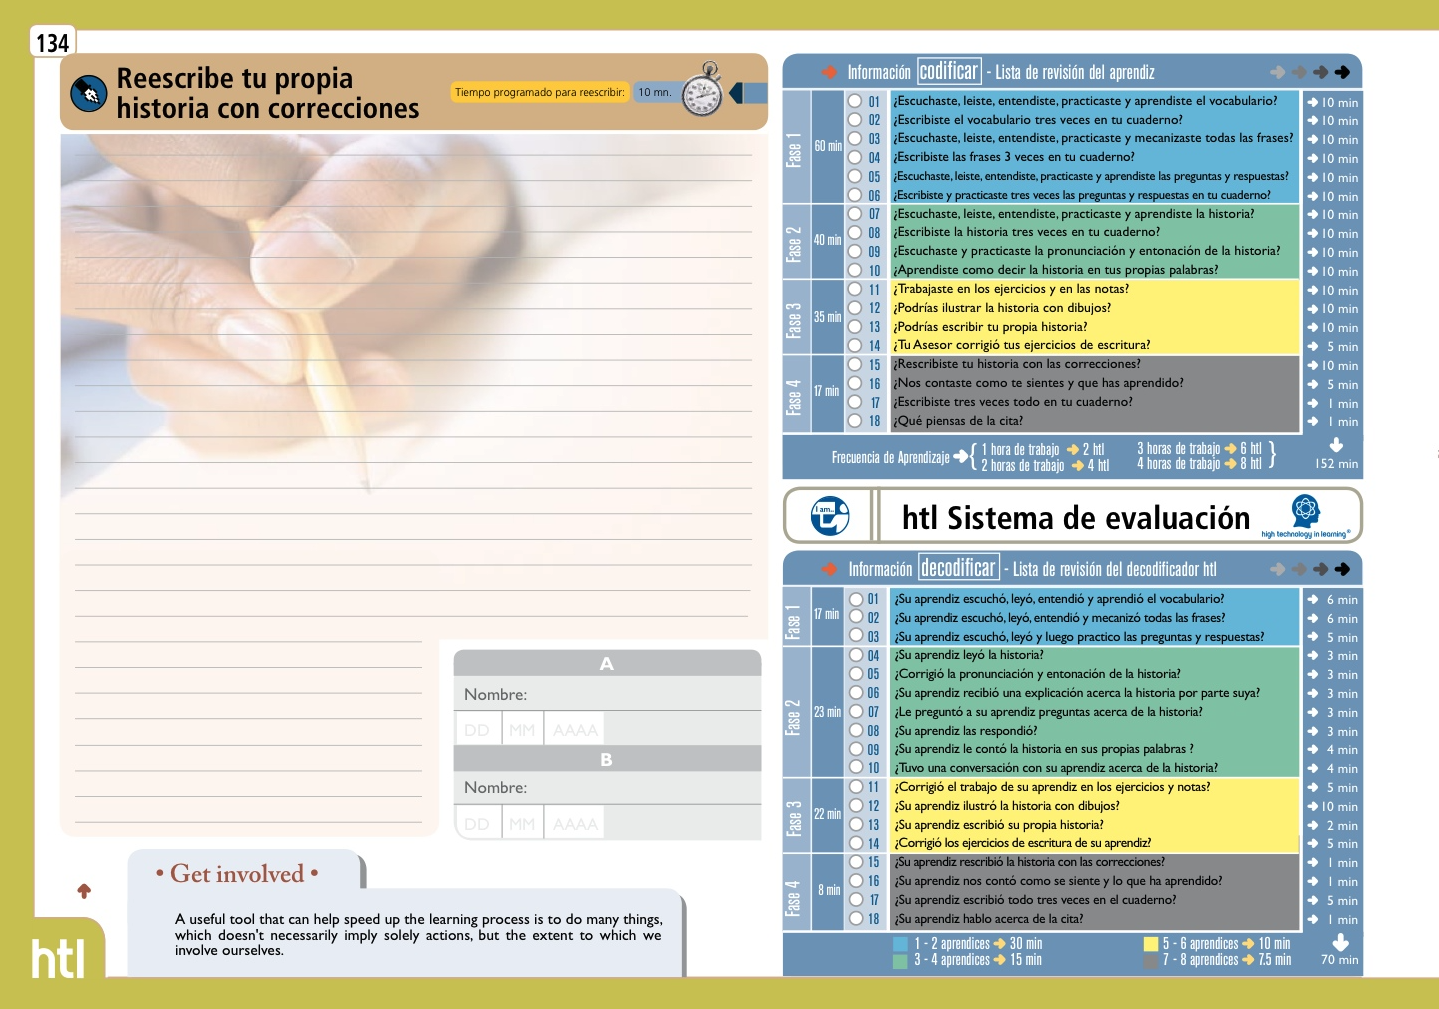 134
Reescribe tu propia
historia con correcciones
Tiempo programado para reescribir:
10 mn.
A
Nombre:
DD MM AAAA
B
Nombre:
DD MM AAAA
• Get involved •
A useful tool that can help speed up the learning process is to do many things,
which doesn't necessarily imply solely actions, but the extent to which we
involve ourselves.
htl
Información codificar - Lista de revisión del aprendiz
Fase 1
60 min
01 ¿Escuchaste, leiste, entendiste, practicaste y aprendiste el vocabulario? 10 min
02 ¿Escribiste el vocabulario tres veces en tu cuaderno? 10 min
03 ¿Escuchaste, leiste, entendiste, practicaste y mecanizaste todas las frases? 10 min
04 ¿Escribiste las frases 3 veces en tu cuaderno? 10 min
05 ¿Escuchaste, leiste, entendiste, practicaste y aprendiste las preguntas y respuestas? 10 min
06 ¿Escribiste y practicaste tres veces las preguntas y respuestas en tu cuaderno? 10 min
Fase 2
40 min
07 ¿Escuchaste, leiste, entendiste, practicaste y aprendiste la historia? 10 min
08 ¿Escribiste la historia tres veces en tu cuaderno? 10 min
09 ¿Escuchaste y practicaste la pronunciación y entonación de la historia? 10 min
10 ¿Aprendiste como decir la historia en tus propias palabras? 10 min
Fase 3
35 min
11 ¿Trabajaste en los ejercicios y en las notas? 10 min
12 ¿Podrías ilustrar la historia con dibujos? 10 min
13 ¿Podrías escribir tu propia historia? 10 min
14 ¿Tu Asesor corrigió tus ejercicios de escritura? 5 min
Fase 4
17 min
15 ¿Rescribiste tu historia con las correcciones? 10 min
16 ¿Nos contaste como te sientes y que has aprendido? 5 min
17 ¿Escribiste tres veces todo en tu cuaderno? 1 min
18 ¿Qué piensas de la cita? 1 min
Frecuencia de Aprendizaje { 1 hora de trabajo 2 htl 3 horas de trabajo 6 htl }
2 horas de trabajo 4 htl 4 horas de trabajo 8 htl
152 min
I am...
htl Sistema de evaluación
high technology in learning®
Información decodificar - Lista de revisión del decodificador htl
Fase 1
17 min
01 ¿Su aprendiz escuchó, leyó, entendió y aprendió el vocabulario? 6 min
02 ¿Su aprendiz escuchó, leyó, entendió y mecanizó todas las frases? 6 min
03 ¿Su aprendiz escuchó, leyó y luego practico las preguntas y respuestas? 5 min
Fase 2
23 min
04 ¿Su aprendiz leyó la historia? 3 min
05 ¿Corrigió la pronunciación y entonación de la historia? 3 min
06 ¿Su aprendiz recibió una explicación acerca la historia por parte suya? 3 min
07 ¿Le preguntó a su aprendiz preguntas acerca de la historia? 3 min
08 ¿Su aprendiz las respondió? 3 min
09 ¿Su aprendiz le contó la historia en sus propias palabras ? 4 min
10 ¿Tuvo una conversación con su aprendiz acerca de la historia? 4 min
Fase 3
22 min
11 ¿Corrigió el trabajo de su aprendiz en los ejercicios y notas? 5 min
12 ¿Su aprendiz ilustró la historia con dibujos? 10 min
13 ¿Su aprendiz escribió su propia historia? 2 min
14 ¿Corrigió los ejercicios de escritura de su aprendiz? 5 min
Fase 4
8 min
15 ¿Su aprendiz rescribió la historia con las correcciones? 1 min
16 ¿Su aprendiz nos contó como se siente y lo que ha aprendido? 1 min
17 ¿Su aprendiz escribió todo tres veces en el cuaderno? 5 min
18 ¿Su aprendiz hablo acerca de la cita? 1 min
1 - 2 aprendices 30 min 5 - 6 aprendices 10 min
3 - 4 aprendices 15 min 7 - 8 aprendices 7.5 min
70 min